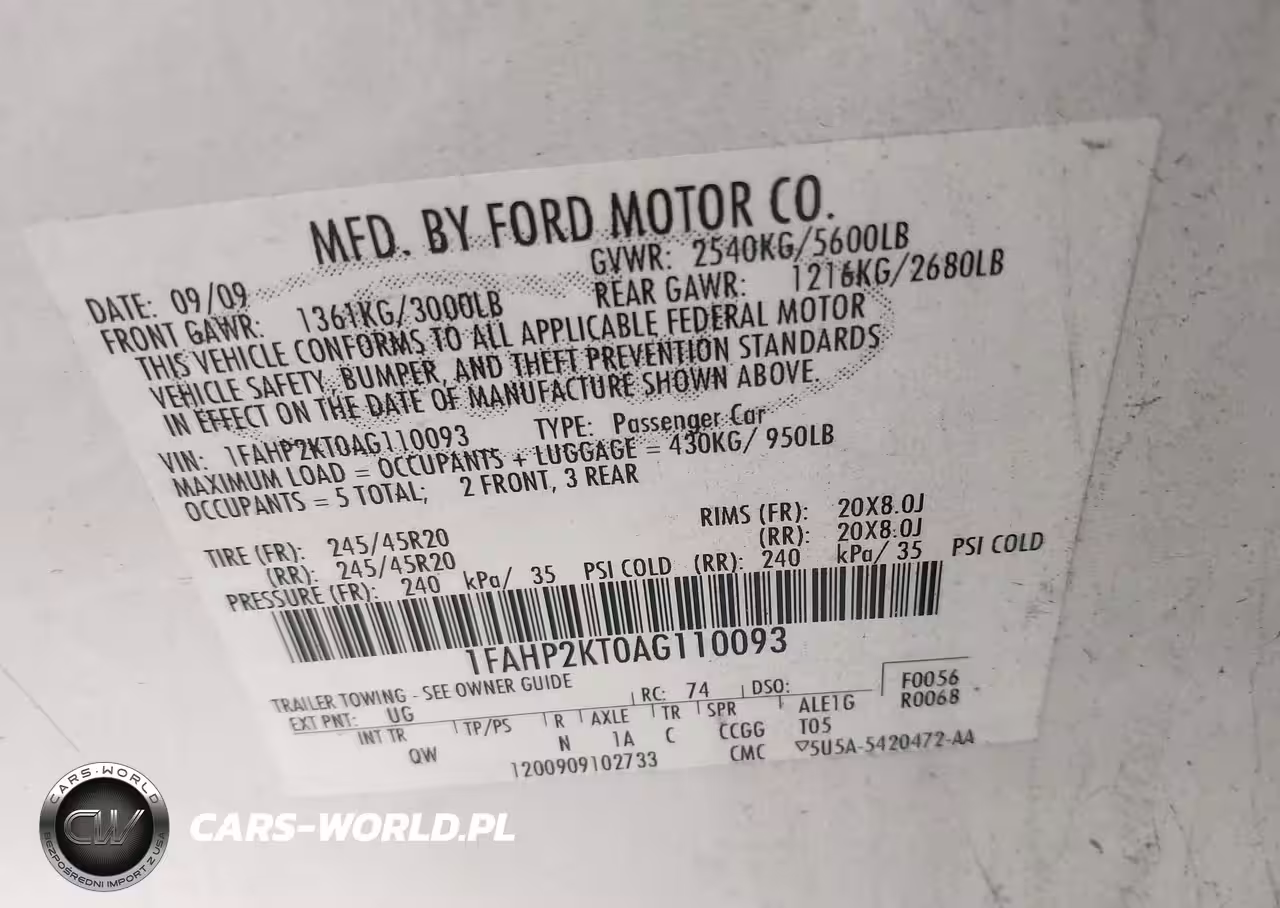 MFD. BY FORD MOTOR CO.
DATE: 09/09 GVWR: 2540KG/5600LB
FRONT GAWR: 1361KG/3000LB REAR GAWR: 1216KG/2680LB
THIS VEHICLE CONFORMS TO ALL APPLICABLE FEDERAL MOTOR
VEHICLE SAFETY, BUMPER, AND THEFT PREVENTION STANDARDS
IN EFFECT ON THE DATE OF MANUFACTURE SHOWN ABOVE.
VIN: 1FAHP2KT0AG110093 TYPE: Passenger Car
MAXIMUM LOAD = OCCUPANTS + LUGGAGE = 430KG/ 950LB
OCCUPANTS = 5 TOTAL; 2 FRONT, 3 REAR
TIRE (FR): 245/45R20 RIMS (FR): 20X8.0J
(RR): 245/45R20 (RR): 20X8.0J
PRESSURE (FR): 240 kPa/ 35 PSI COLD (RR): 240 kPa/ 35 PSI COLD
1FAHP2KT0AG110093
TRAILER TOWING - SEE OWNER GUIDE
EXT PNT: UG RC: 74 DSO: F0056
R0068
INT TR TP/PS R AXLE TR SPR ALE1G
QW N 1A C CCGG T05
1200909102733 CMC ▽5U5A-5420472-AA
CARS-WORLD
CW
BEZPOŚREDNI IMPORT Z USA
CARS-WORLD.PL